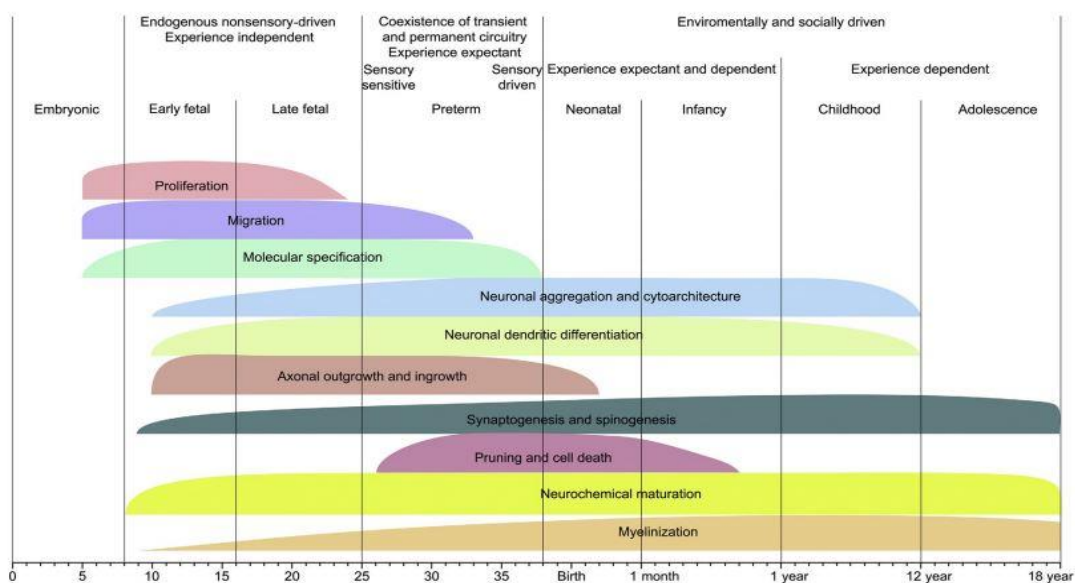 Endogenous nonsensory-driven
Experience independent
Coexistence of transient
and permanent circuitry
Experience expectant
Enviromentally and socially driven
Sensory
sensitive
Sensory
driven
Experience expectant and dependent
Experience dependent
Embryonic
Early fetal
Late fetal
Preterm
Neonatal
Infancy
Childhood
Adolescence
Proliferation
Migration
Molecular specification
Neuronal aggregation and cytoarchitecture
Neuronal dendritic differentiation
Axonal outgrowth and ingrowth
Synaptogenesis and spinogenesis
Pruning and cell death
Neurochemical maturation
Myelinization
0 5 10 15 20 25 30 35 Birth 1 month 1 year 12 year 18 year